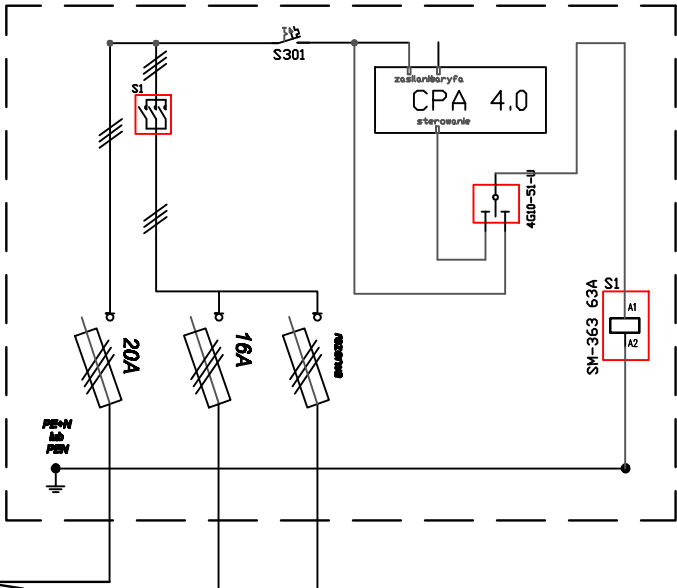 S301
zasilanie
taryfa
S1
CPA 4.0
sterowanie
4G10-51-U
S1
SM-363 63A
A1
A2
20A
16A
rezerwa
PE+N
lub
PEN